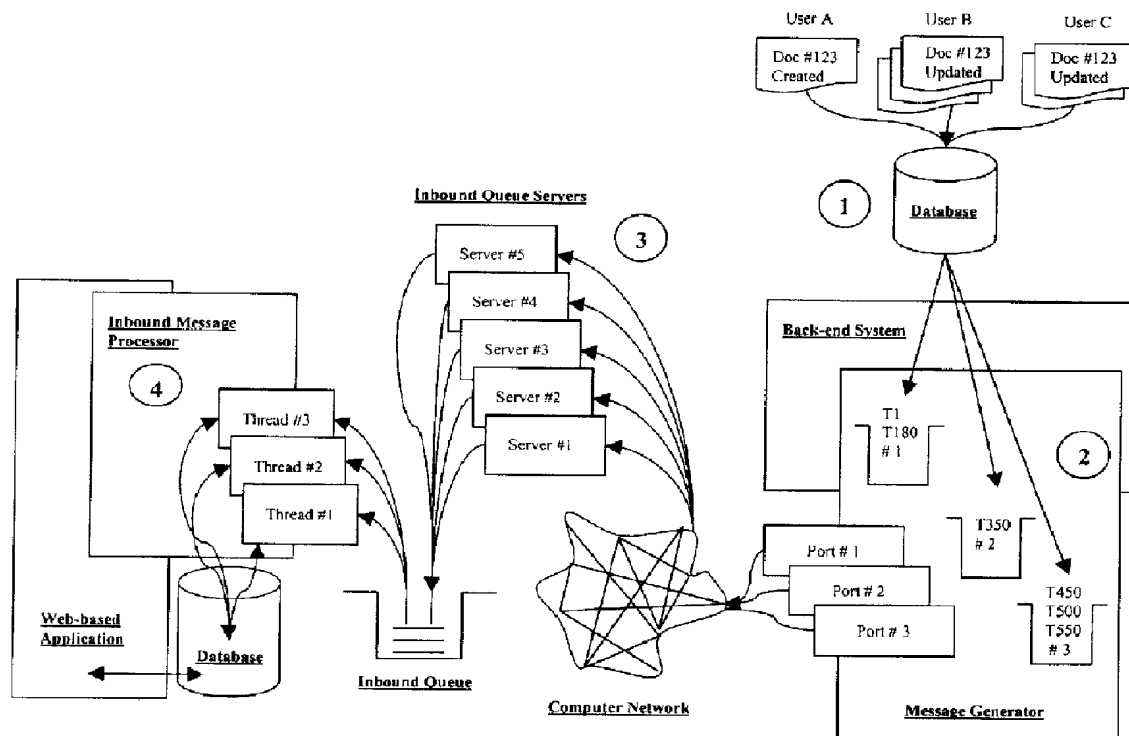 User A
User B
User C
Doc #123
Created
Doc #123
Updated
Doc #123
Updated
1
Database
Inbound Queue Servers
3
Server #5
Server #4
Server #3
Server #2
Server #1
Inbound Message
Processor
4
Thread #3
Thread #2
Thread #1
Back-end System
T1
T180
# 1
2
T350
# 2
T450
T500
T550
# 3
Port # 1
Port # 2
Port # 3
Web-based
Application
Database
Inbound Queue
Computer Network
Message Generator